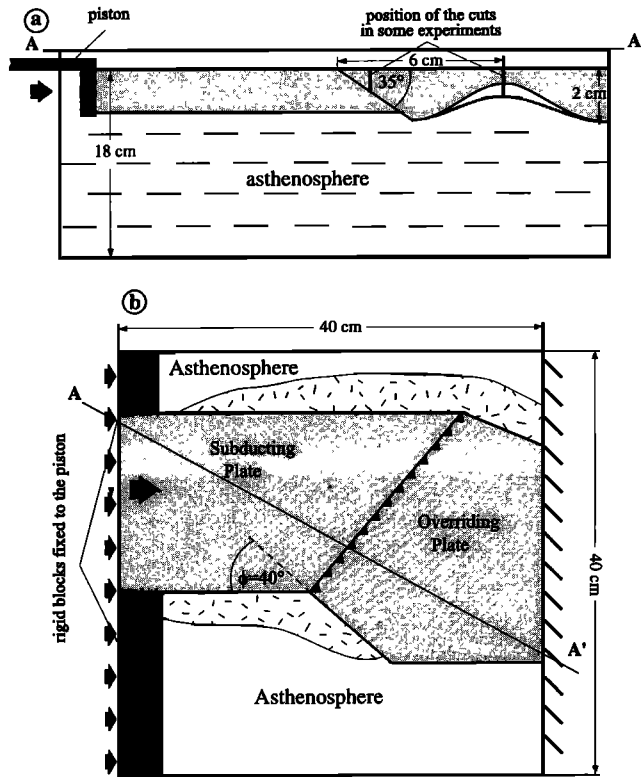 a
piston
position of the cuts
in some experiments
A
A
6 cm
35°
2 cm
18 cm
asthenosphere
b
40 cm
Asthenosphere
A
Subducting
Plate
Overriding
Plate
rigid blocks fixed to the piston
ϕ=40°
40 cm
A'
Asthenosphere